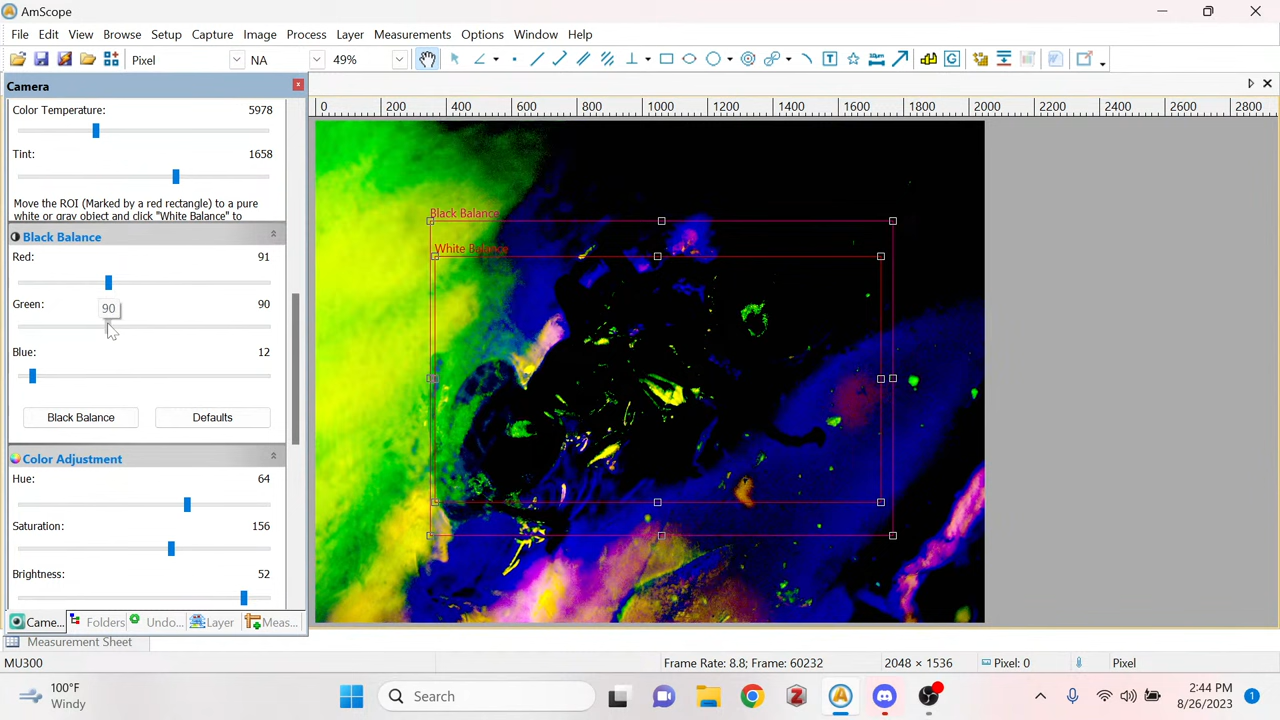 AmScope
File Edit View Browse Setup Capture Image Process Layer Measurements Options Window Help
Pixel NA 49%
Camera
0 200 400 600 800 1000 1200 1400 1600 1800 2000 2200 2400 2600 2800
Color Temperature: 5978
Tint: 1658
Move the ROI (Marked by a red rectangle) to a pure
white or gray object and click "White Balance" to
Black Balance
Red: 91
Green: 90
90
Blue: 12
Black Balance Defaults
Color Adjustment
Hue: 64
Saturation: 156
Brightness: 52
Came... Folders Undo... Layer Meas...
Black Balance
White Balance
Measurement Sheet
MU300 Frame Rate: 8.8; Frame: 60232 2048 × 1536 Pixel: 0 Pixel
100°F
Windy
Search
2:44 PM
8/26/2023
1